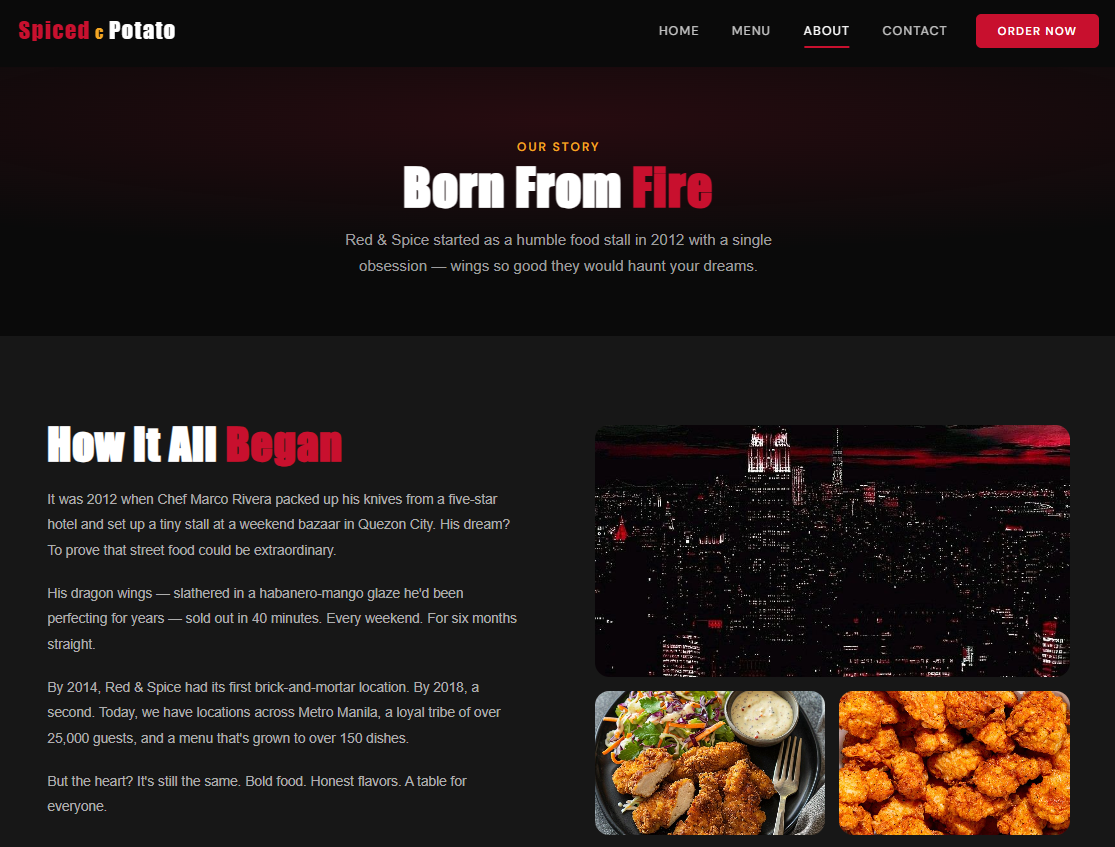 Spiced & Potato
HOME MENU ABOUT CONTACT ORDER NOW
OUR STORY
Born From Fire
Red & Spice started as a humble food stall in 2012 with a single
obsession — wings so good they would haunt your dreams.
How It All Began
It was 2012 when Chef Marco Rivera packed up his knives from a five-star
hotel and set up a tiny stall at a weekend bazaar in Quezon City. His dream?
To prove that street food could be extraordinary.
His dragon wings — slathered in a habanero-mango glaze he'd been
perfecting for years — sold out in 40 minutes. Every weekend. For six months
straight.
By 2014, Red & Spice had its first brick-and-mortar location. By 2018, a
second. Today, we have locations across Metro Manila, a loyal tribe of over
25,000 guests, and a menu that's grown to over 150 dishes.
But the heart? It's still the same. Bold food. Honest flavors. A table for
everyone.